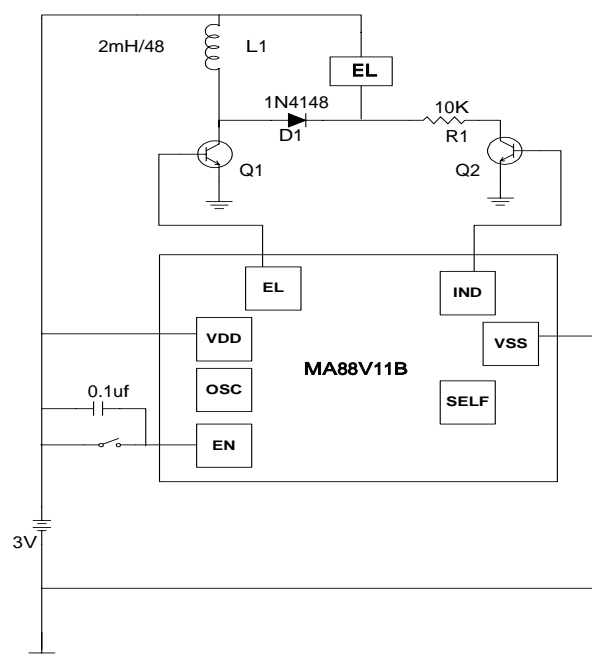 2mH/48
L1
EL
1N4148
D1
10K
R1
Q1
Q2
EL
IND
VDD
VSS
MA88V11B
OSC
SELF
0.1uf
EN
3V